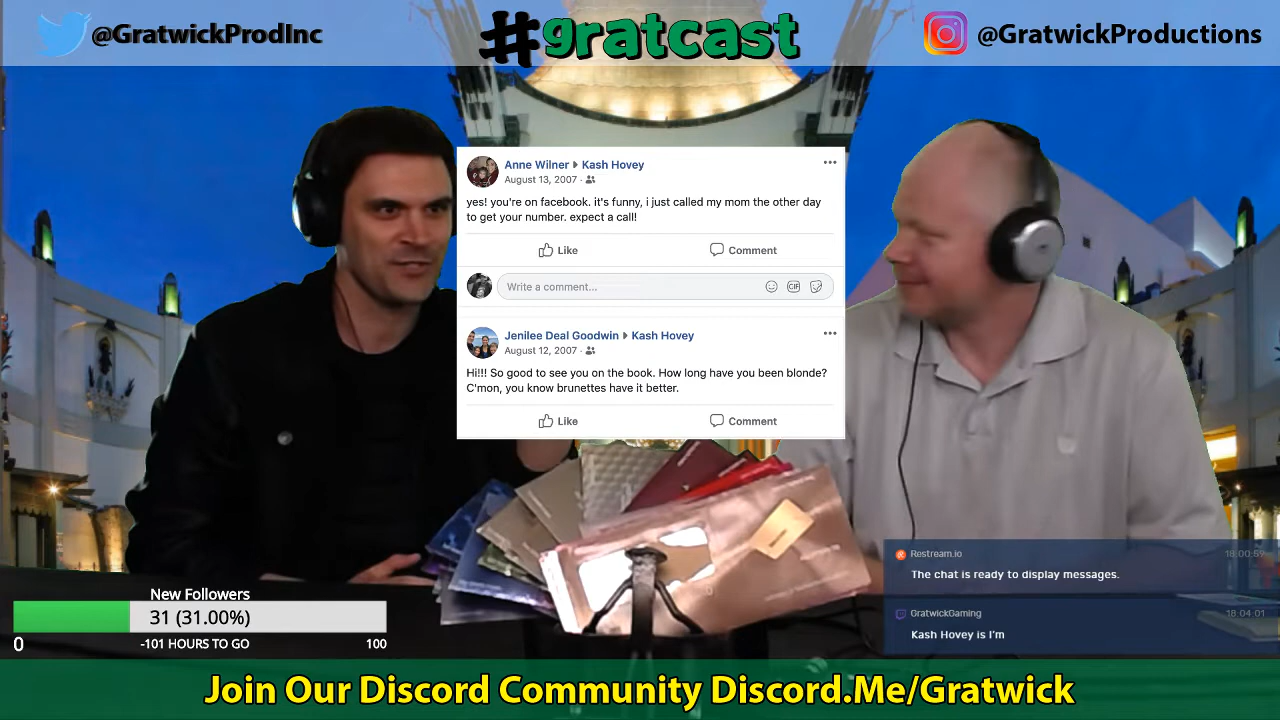 @GratwickProdInc
#gratcast
@GratwickProductions
Anne Wilner ▸ Kash Hovey
August 13, 2007 ·
yes! you're on facebook. it's funny, i just called my mom the other day
to get your number. expect a call!
Like Comment
Write a comment... GIF
Jenilee Deal Goodwin ▸ Kash Hovey
August 12, 2007 ·
Hi!!! So good to see you on the book. How long have you been blonde?
C'mon, you know brunettes have it better.
Like Comment
Restream.io 18:00:59
The chat is ready to display messages.
GratwickGaming 18:04:01
Kash Hovey is I'm
New Followers
31 (31.00%)
0 -101 HOURS TO GO 100
Join Our Discord Community Discord.Me/Gratwick